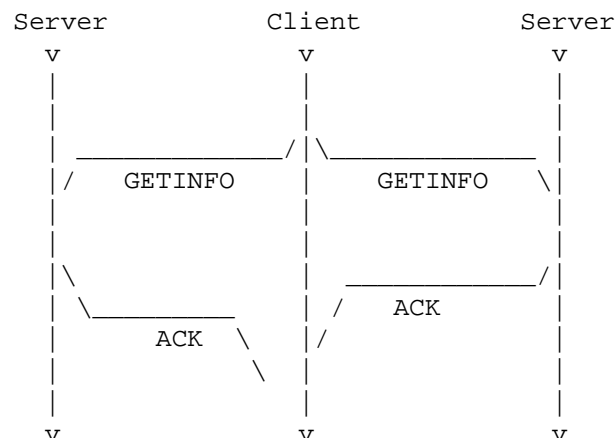 Server Client Server
v v v
GETINFO GETINFO
ACK
ACK
v v v